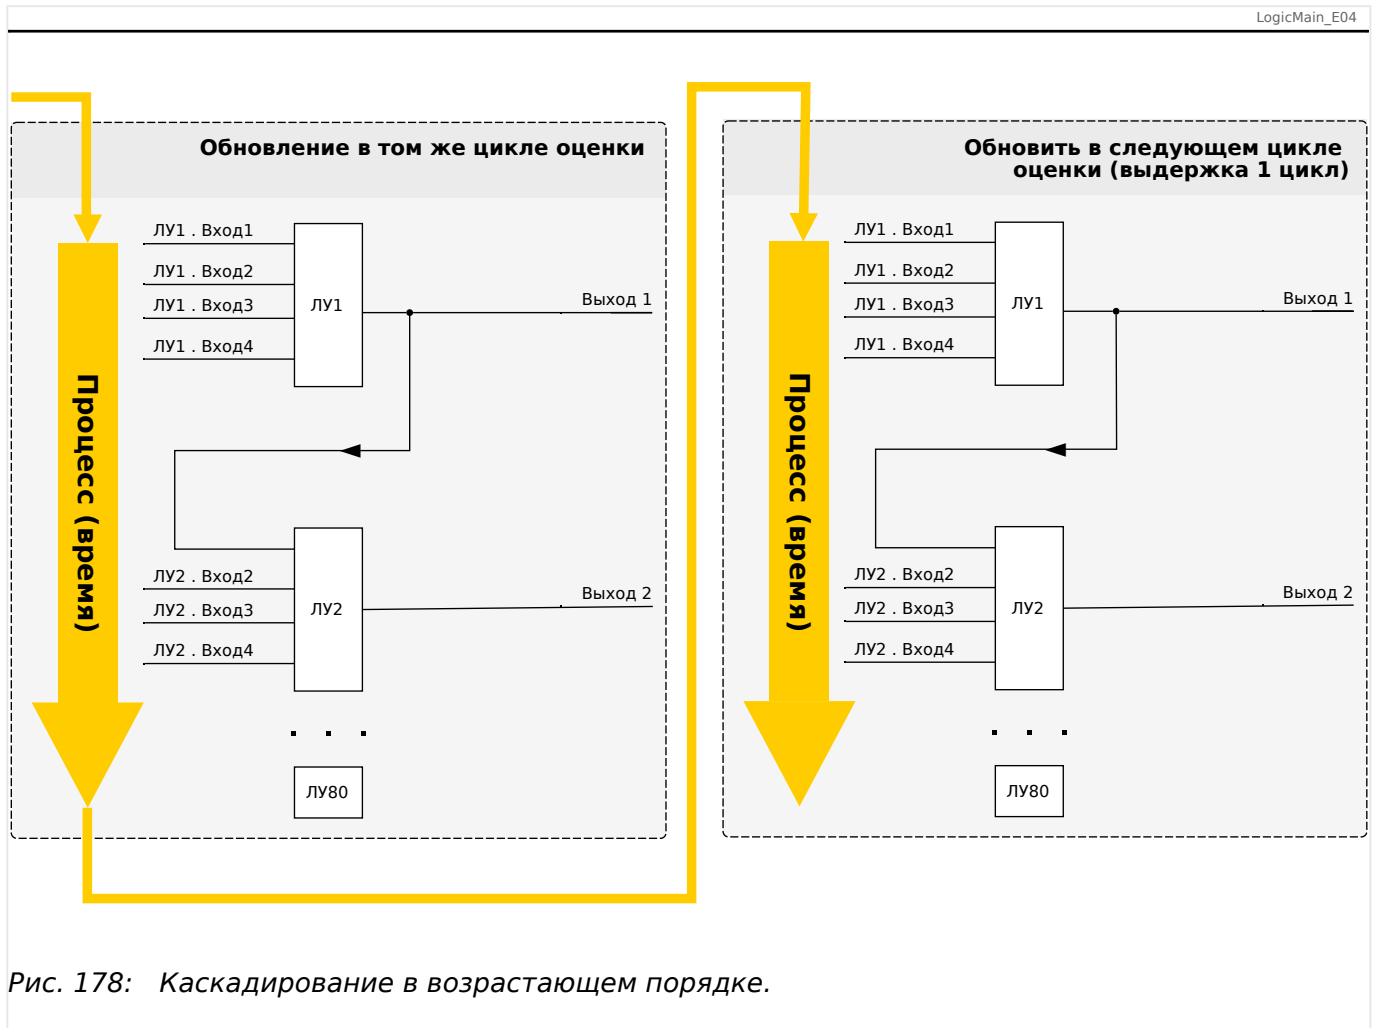 LogicMain_E04
Обновление в том же цикле оценки
ЛУ1 . Вход1
ЛУ1 . Вход2
ЛУ1 . Вход3
ЛУ1 . Вход4
ЛУ1
Выход 1
Процесс (время)
ЛУ2 . Вход2
ЛУ2 . Вход3
ЛУ2 . Вход4
ЛУ2
Выход 2
. . .
ЛУ80
Обновить в следующем цикле
оценки (выдержка 1 цикл)
ЛУ1 . Вход1
ЛУ1 . Вход2
ЛУ1 . Вход3
ЛУ1 . Вход4
ЛУ1
Выход 1
Процесс (время)
ЛУ2 . Вход2
ЛУ2 . Вход3
ЛУ2 . Вход4
ЛУ2
Выход 2
. . .
ЛУ80
Рис. 178: Каскадирование в возрастающем порядке.